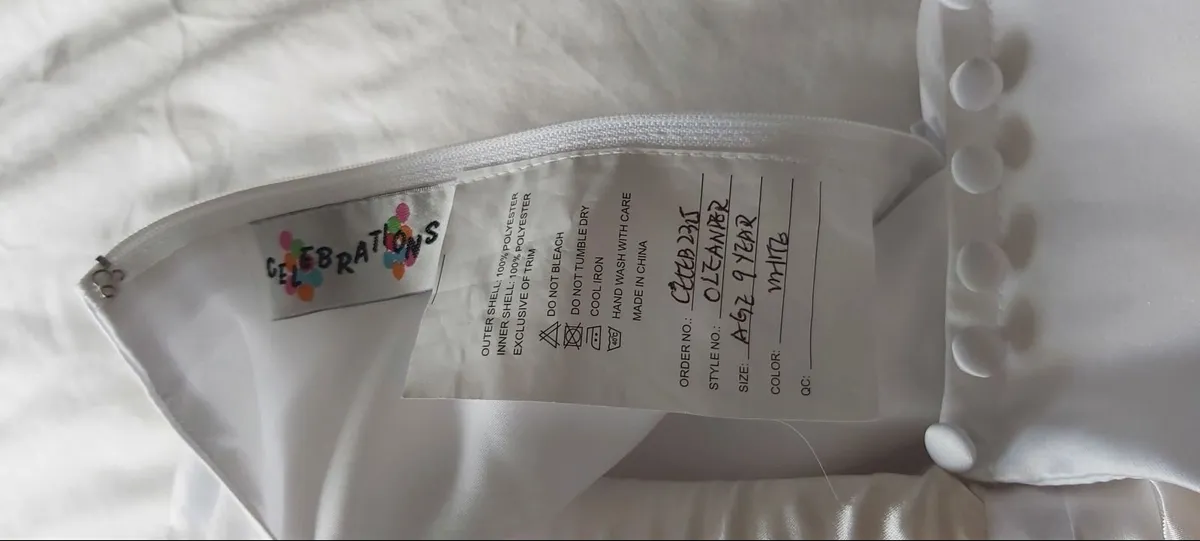 CELEBRATIONS
OUTER SHELL: 100% POLYESTER
INNER SHELL: 100% POLYESTER
EXCLUSIVE OF TRIM
DO NOT BLEACH
DO NOT TUMBLE DRY
COOL IRON
HAND WASH WITH CARE
MADE IN CHINA
ORDER NO.: CELEB2315
STYLE NO.: OLEANDER
SIZE: AGE 9 YEAR
COLOR:
QC: